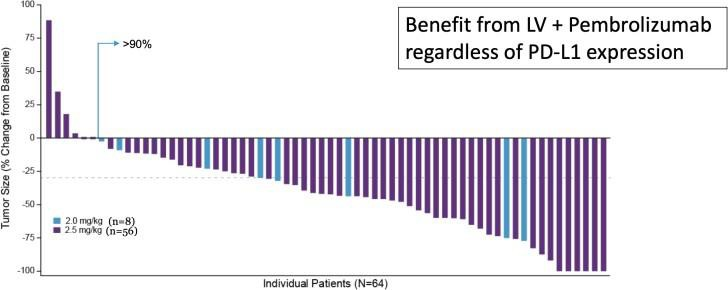 Benefit from LV + Pembrolizumab
regardless of PD-L1 expression
Tumor Size (% Change from Baseline)
100
75
50
25
0
-25
-50
-75
-100
>90%
2.0 mg/kg (n=8)
2.5 mg/kg (n=56)
Individual Patients (N=64)